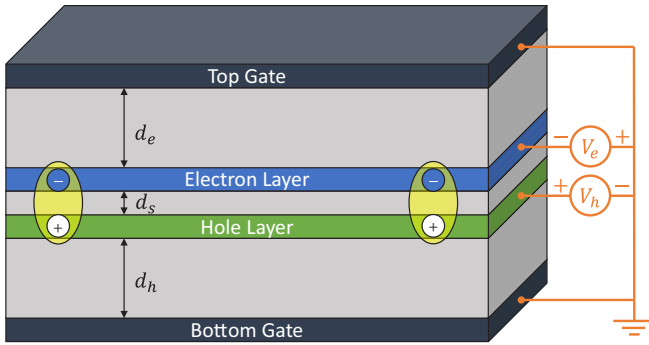 Top Gate
d_e
− V_e +
− Electron Layer −
d_s
+ V_h −
+ Hole Layer +
d_h
Bottom Gate